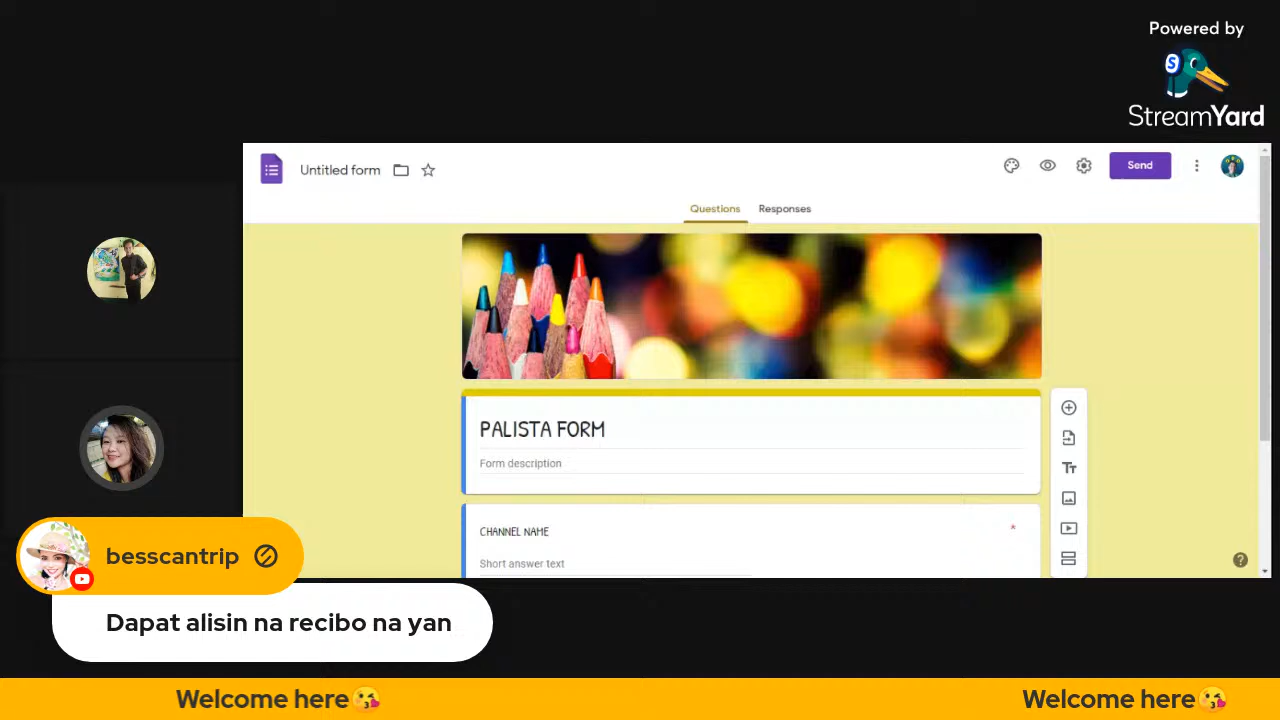 Powered by
StreamYard
Untitled form
Send
Questions Responses
PALISTA FORM
Form description
CHANNEL NAME *
Short answer text
besscantrip
Dapat alisin na recibo na yan
Welcome here😘 Welcome here😘